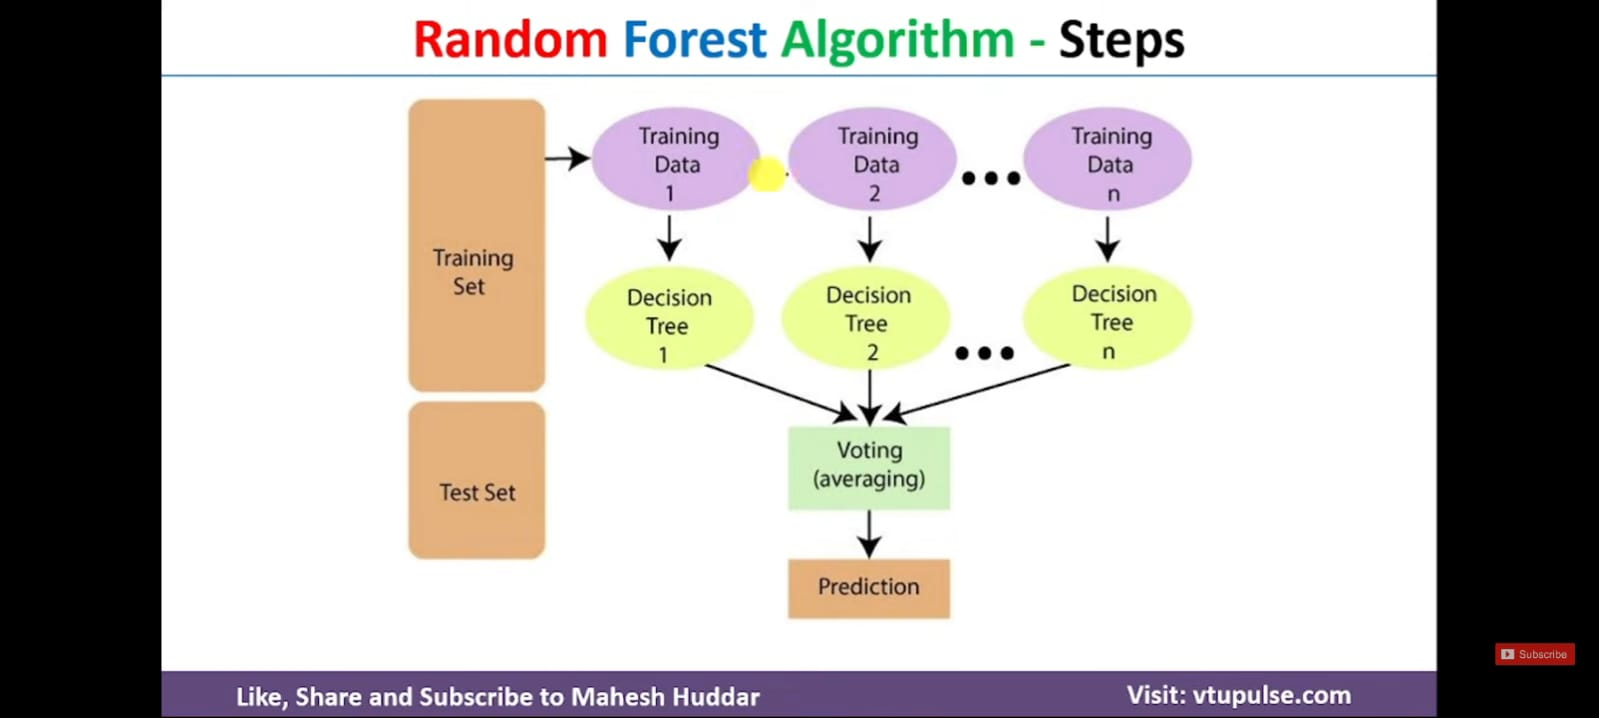 Random Forest Algorithm - Steps
Training
Set
Test Set
Training
Data
1
Training
Data
2
Training
Data
n
Decision
Tree
1
Decision
Tree
2
Decision
Tree
n
Voting
(averaging)
Prediction
Subscribe
Like, Share and Subscribe to Mahesh Huddar
Visit: vtupulse.com